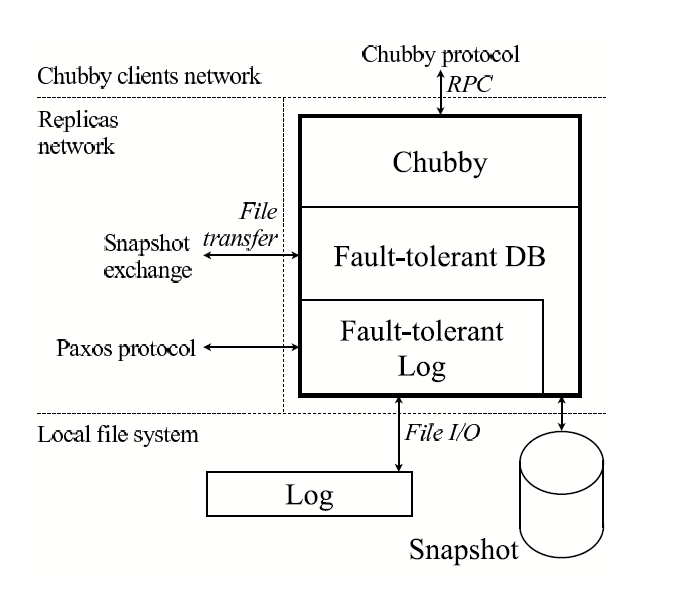 Chubby protocol
Chubby clients network
RPC
Replicas
network
Chubby
File
transfer
Snapshot
exchange
Fault-tolerant DB
Fault-tolerant
Log
Paxos protocol
Local file system
File I/O
Log
Snapshot